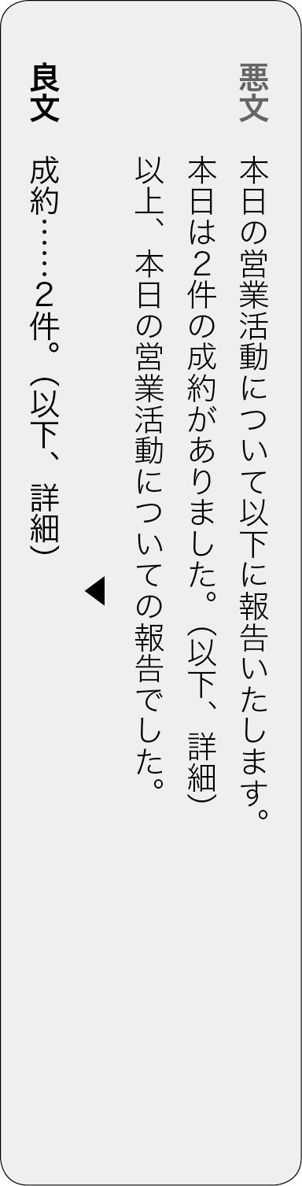 悪文　本日の営業活動について以下に報告いたします。
本日は２件の成約がありました。（以下、詳細）
以上、本日の営業活動についての報告でした。
良文　成約……２件。（以下、詳細）